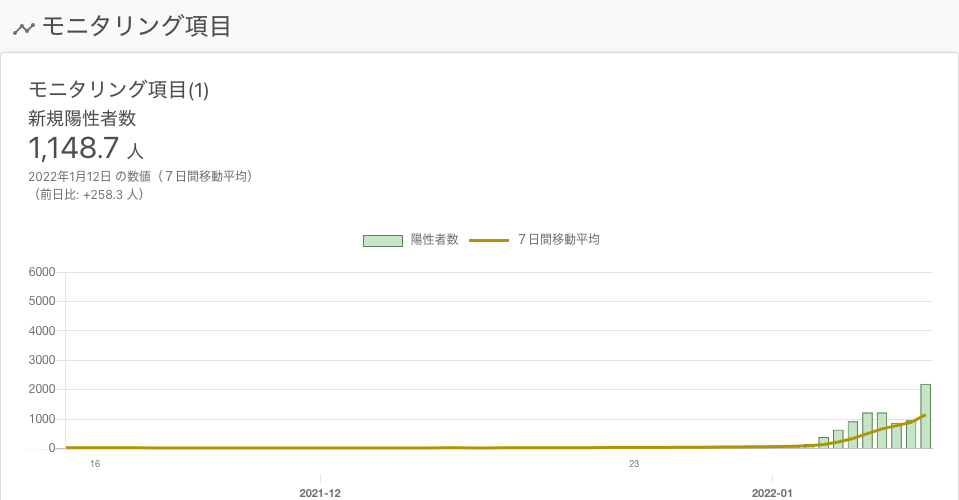 モニタリング項目
モニタリング項目(1)
新規陽性者数
1,148.7 人
2022年1月12日 の数値（７日間移動平均）
（前日比: +258.3 人）
陽性者数 ７日間移動平均
6000
5000
4000
3000
2000
1000
0
16 23
2021-12 2022-01